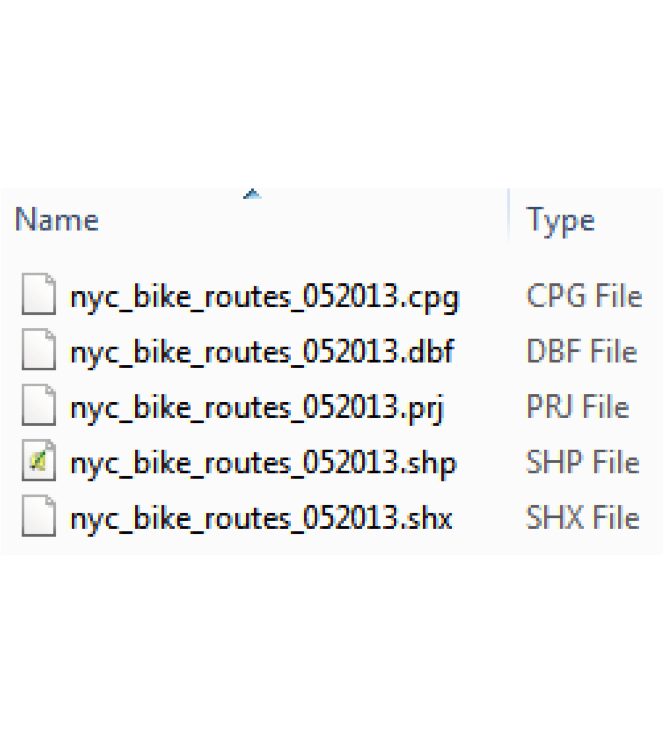 Name Type
nyc_bike_routes_052013.cpg CPG File
nyc_bike_routes_052013.dbf DBF File
nyc_bike_routes_052013.prj PRJ File
nyc_bike_routes_052013.shp SHP File
nyc_bike_routes_052013.shx SHX File